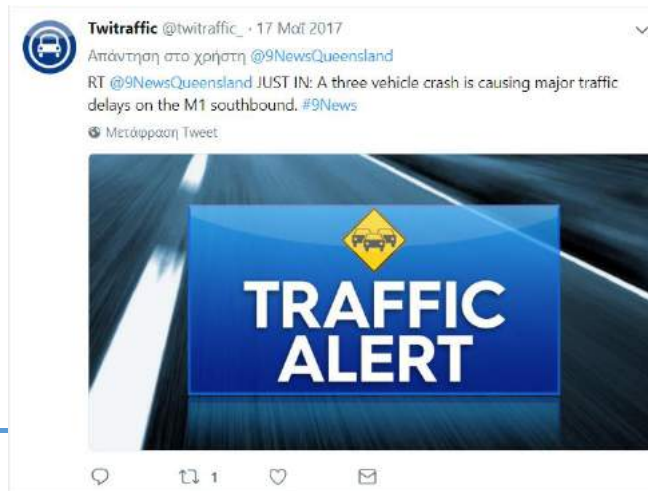 Twitraffic @twitraffic_ · 17 Μαΐ 2017
Απάντηση στο χρήστη @9NewsQueensland
RT @9NewsQueensland JUST IN: A three vehicle crash is causing major traffic
delays on the M1 southbound. #9News
Μετάφραση Tweet
TRAFFIC
ALERT
1